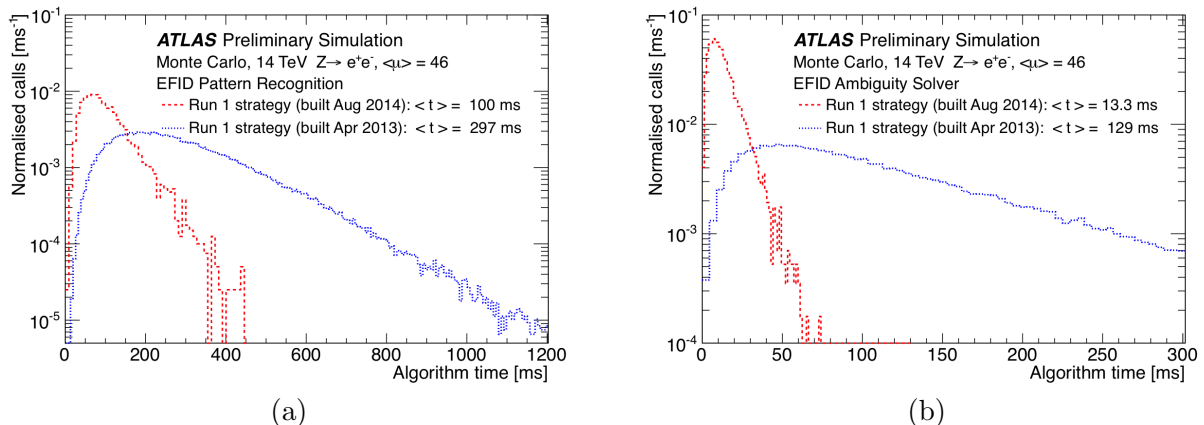 Normalised calls [ms⁻¹]
10⁻¹
10⁻²
10⁻³
10⁻⁴
10⁻⁵
ATLAS Preliminary Simulation
Monte Carlo, 14 TeV Z→ e⁺e⁻, <μ> = 46
EFID Pattern Recognition
Run 1 strategy (built Aug 2014): < t > = 100 ms
Run 1 strategy (built Apr 2013): < t > = 297 ms
0 200 400 600 800 1000 1200
Algorithm time [ms]
(a)
Normalised calls [ms⁻¹]
10⁻¹
10⁻²
10⁻³
10⁻⁴
ATLAS Preliminary Simulation
Monte Carlo, 14 TeV Z→ e⁺e⁻, <μ> = 46
EFID Ambiguity Solver
Run 1 strategy (built Aug 2014): < t > = 13.3 ms
Run 1 strategy (built Apr 2013): < t > = 129 ms
0 50 100 150 200 250 300
Algorithm time [ms]
(b)